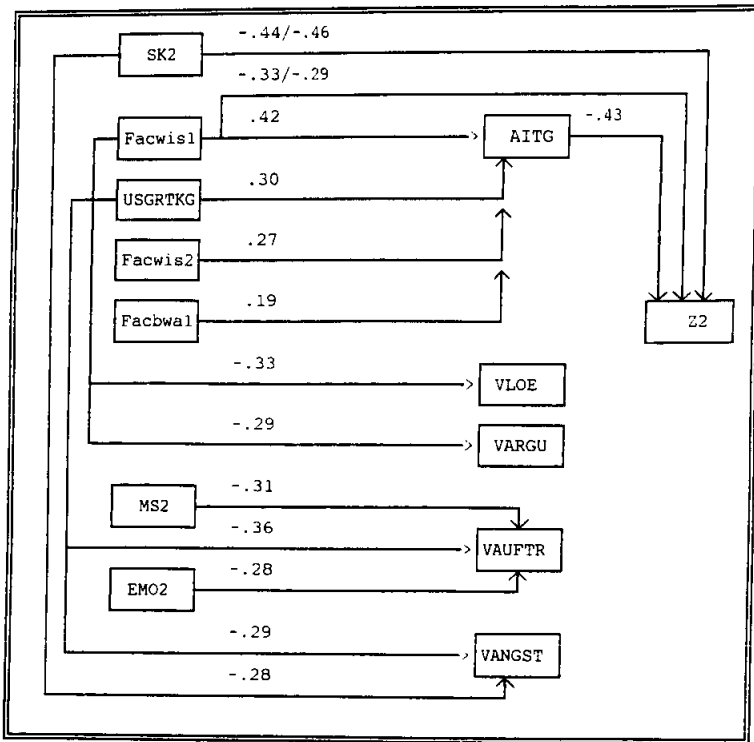 -.44/-.46
SK2
-.33/-.29
.42
Facwis1
AITG
-.43
.30
USGRTKG
.27
Facwis2
.19
Facbwa1
Z2
-.33
VLOE
-.29
VARGU
-.31
MS2
-.36
VAUFTR
-.28
EMO2
-.29
VANGST
-.28